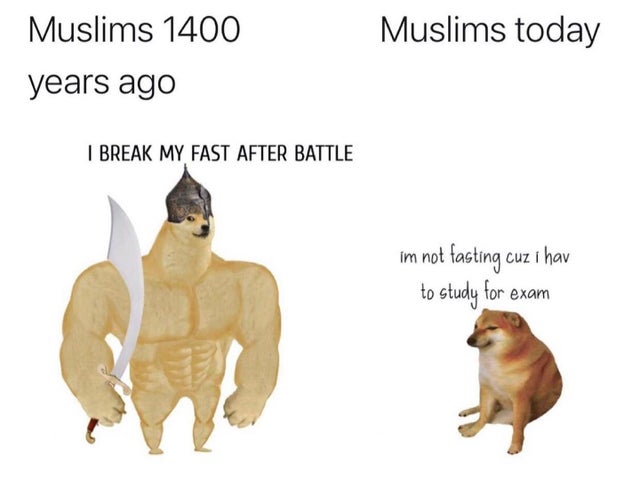 Muslims 1400
years ago
Muslims today
I BREAK MY FAST AFTER BATTLE
im not fasting cuz i hav
to study for exam